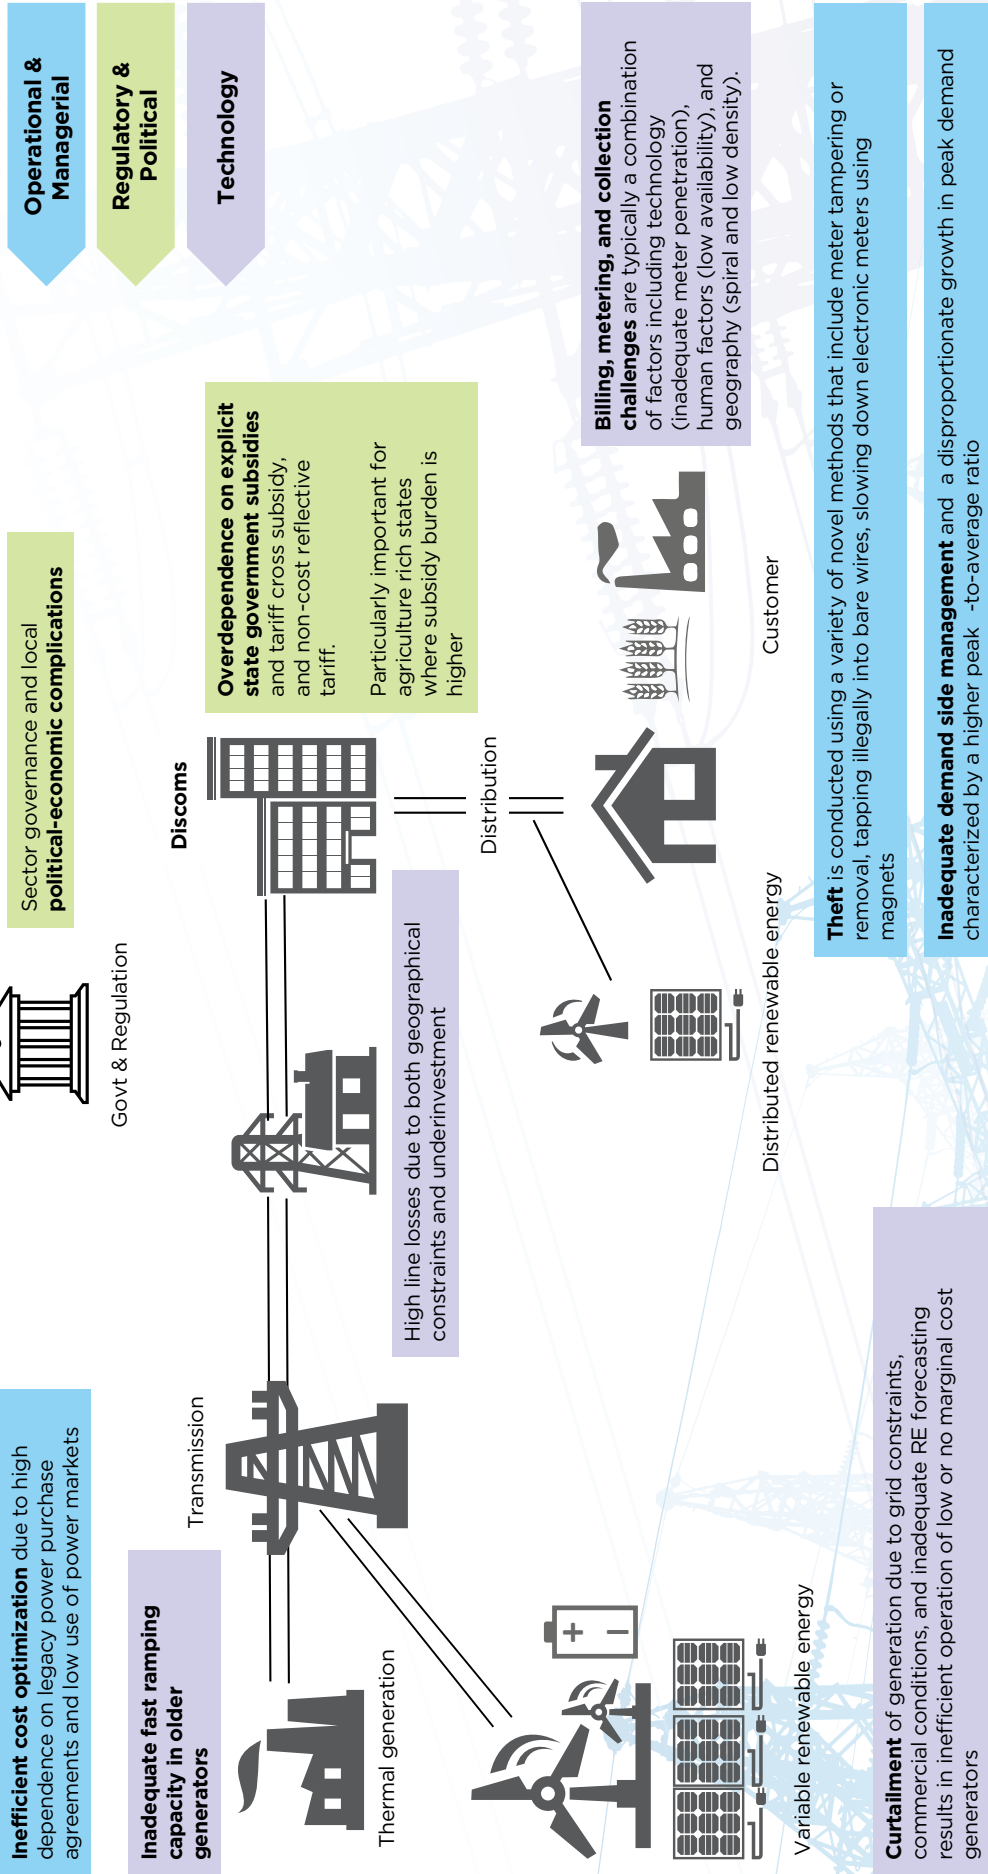 Inefficient cost optimization due to high
dependence on legacy power purchase
agreements and low use of power markets
Sector governance and local
political-economic complications
Operational &
Managerial
Regulatory &
Political
Technology
Govt & Regulation
Inadequate fast ramping
capacity in older
generators
Transmission
Discoms
Overdependence on explicit
state government subsidies
and tariff cross subsidy,
and non-cost reflective
tariff.
Particularly important for
agriculture rich states
where subsidy burden is
higher
Thermal generation
High line losses due to both geographical
constraints and underinvestment
Distribution
Billing, metering, and collection
challenges are typically a combination
of factors including technology
(inadequate meter penetration),
human factors (low availability), and
geography (spiral and low density).
Variable renewable energy
Distributed renewable energy
Customer
Curtailment of generation due to grid constraints,
commercial conditions, and inadequate RE forecasting
results in inefficient operation of low or no marginal cost
generators
Theft is conducted using a variety of novel methods that include meter tampering or
removal, tapping illegally into bare wires, slowing down electronic meters using
magnets
Inadequate demand side management and a disproportionate growth in peak demand
characterized by a higher peak -to-average ratio